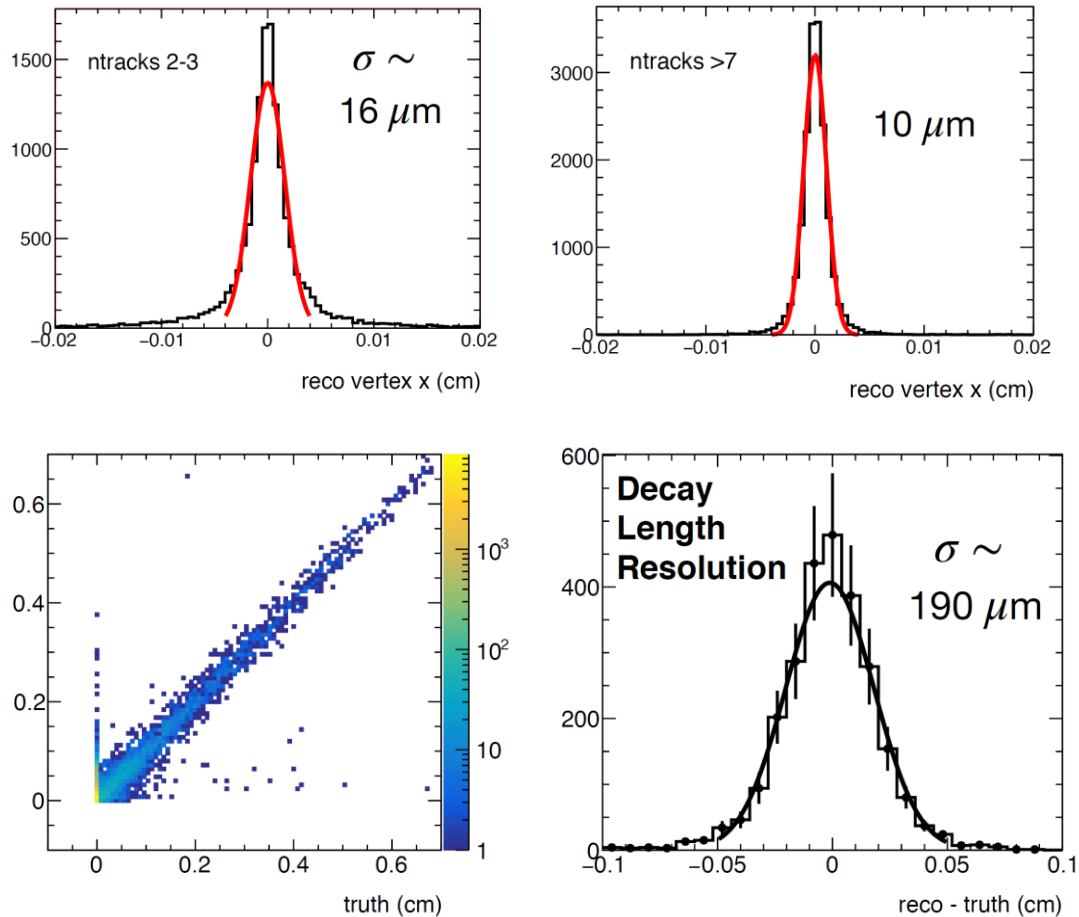 ntracks 2-3
σ ~
16 μm
1500
1000
500
0
−0.02
−0.01
0
0.01
0.02
reco vertex x (cm)
ntracks >7
10 μm
3000
2000
1000
0
−0.02
−0.01
0
0.01
0.02
reco vertex x (cm)
0.6
0.4
0.2
0
0
0.2
0.4
0.6
10³
10²
10
1
truth (cm)
Decay
Length
Resolution
σ ~
190 μm
600
400
200
0
−0.1
−0.05
0
0.05
0.1
reco - truth (cm)